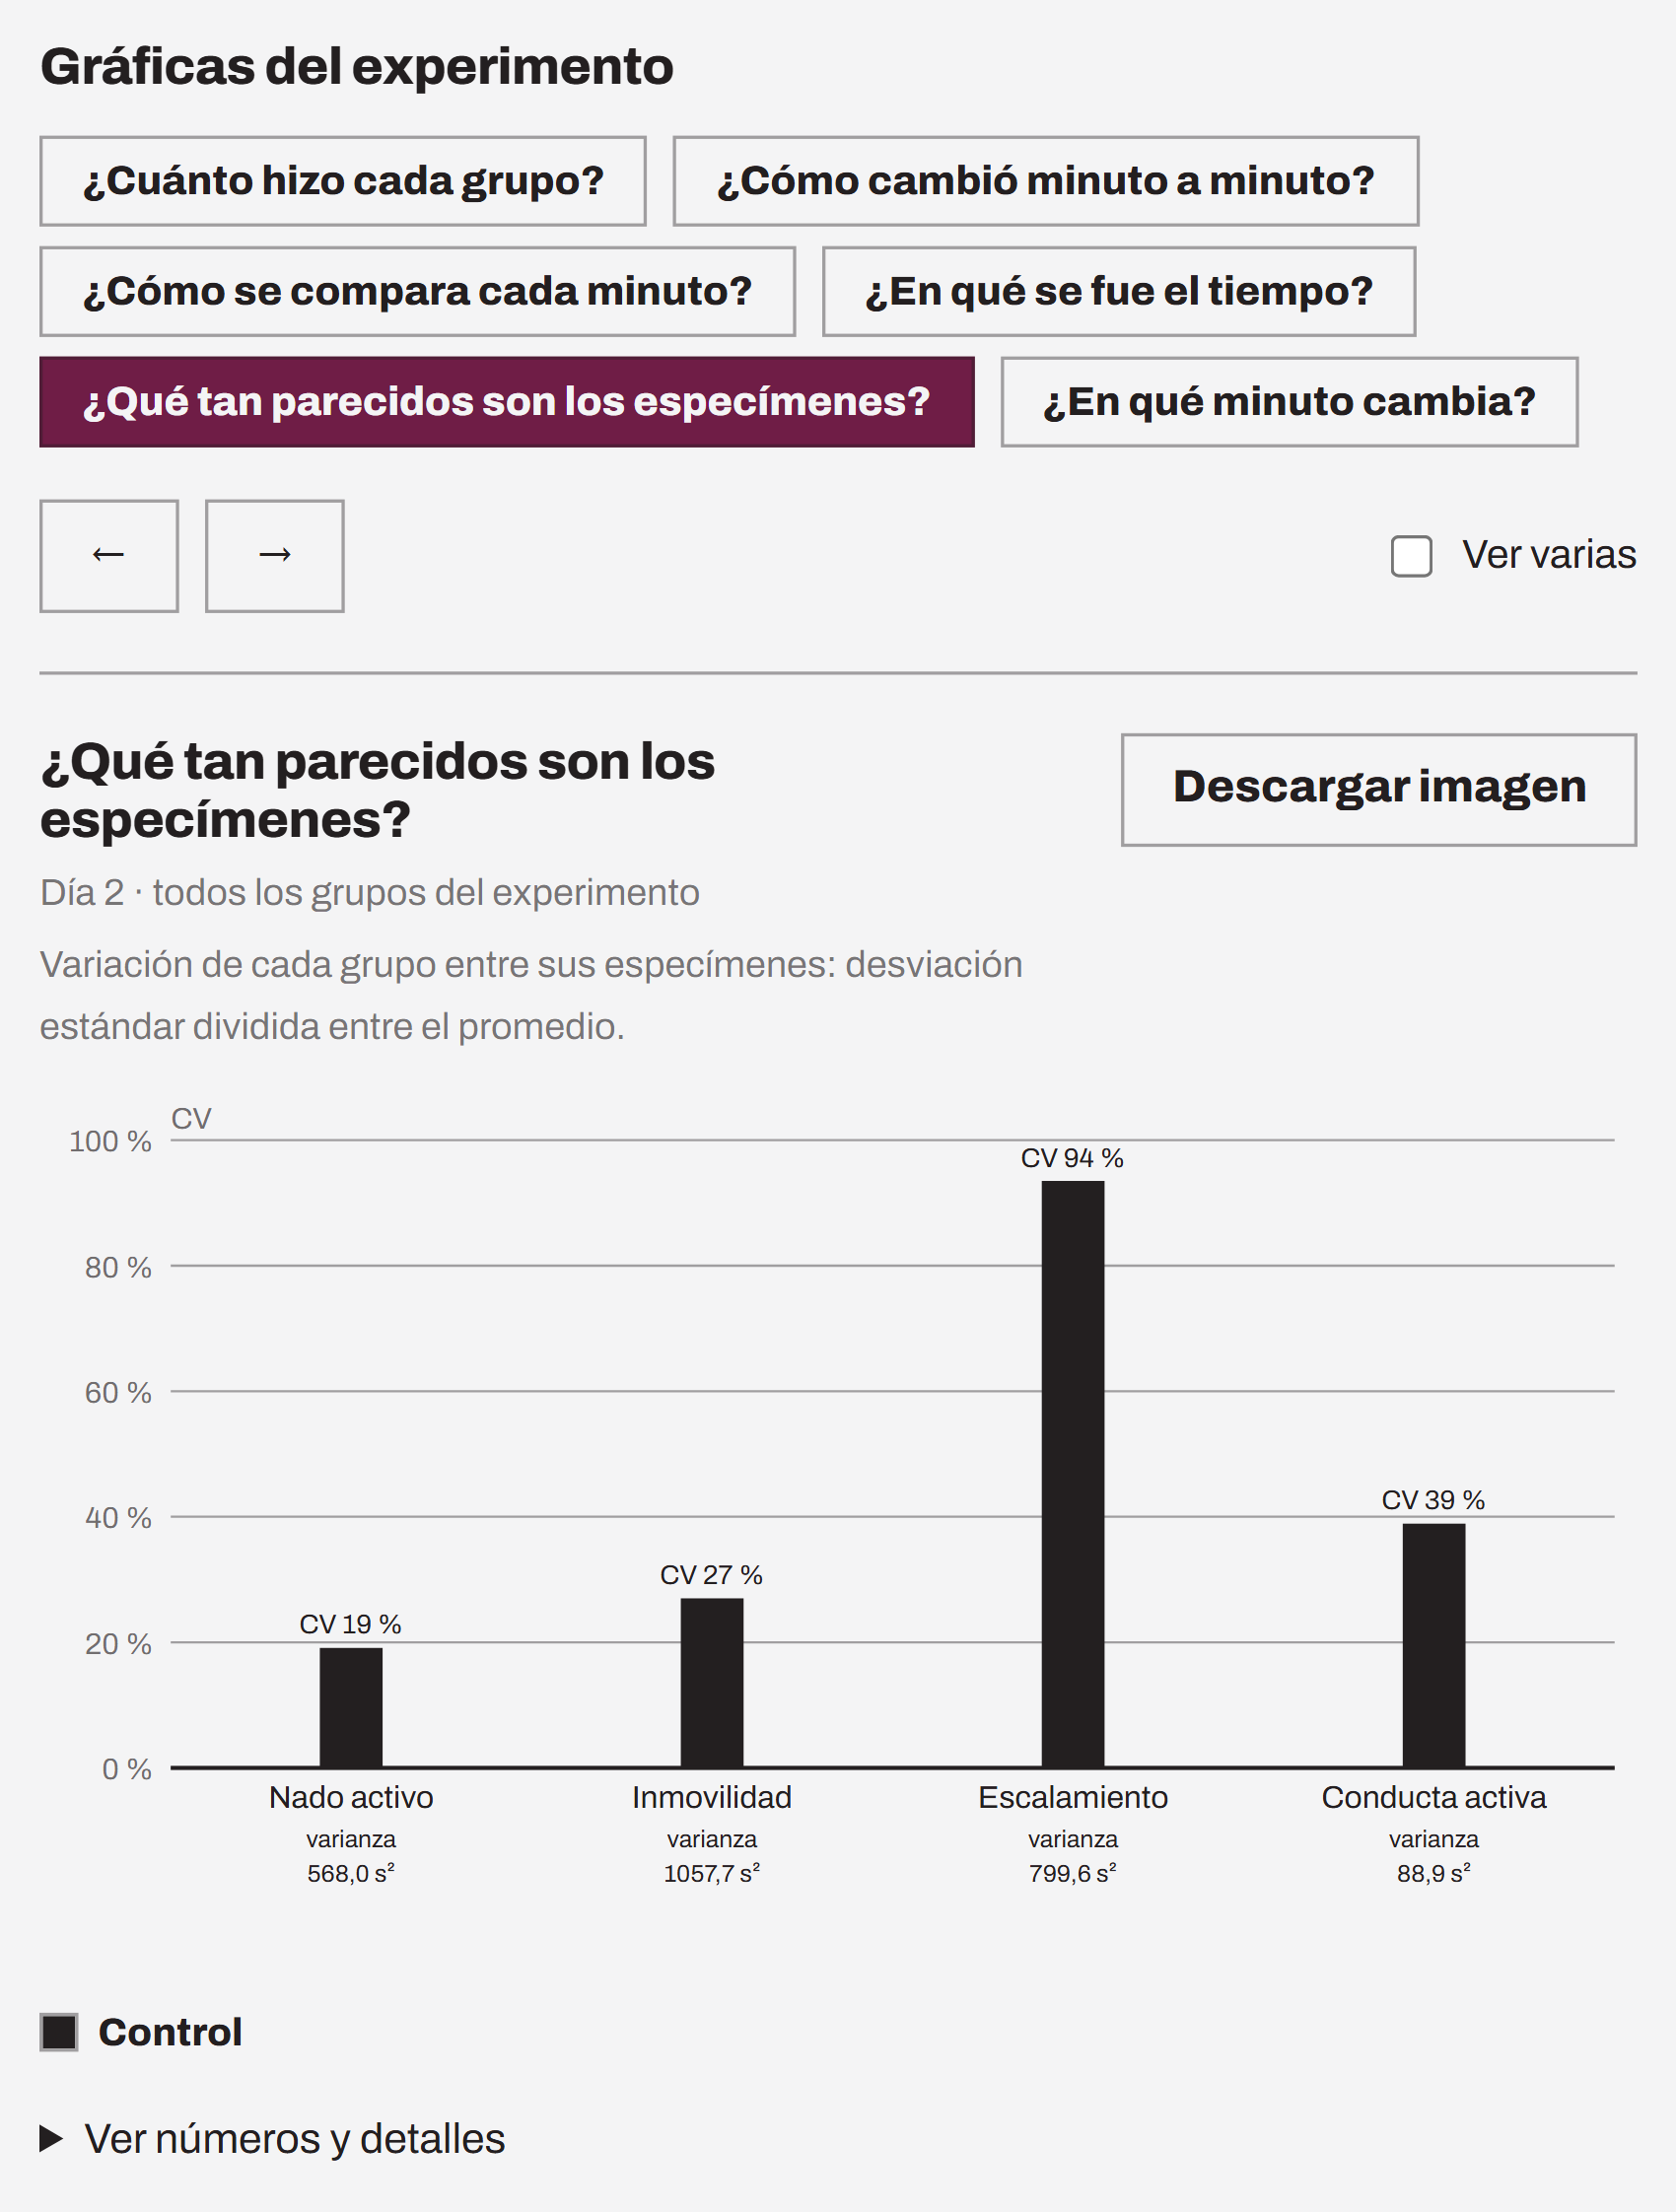 Gráficas del experimento
¿Cuánto hizo cada grupo?
¿Cómo cambió minuto a minuto?
¿Cómo se compara cada minuto?
¿En qué se fue el tiempo?
¿Qué tan parecidos son los especímenes?
¿En qué minuto cambia?
← →
Ver varias
¿Qué tan parecidos son los
especímenes?
Descargar imagen
Día 2 · todos los grupos del experimento
Variación de cada grupo entre sus especímenes: desviación
estándar dividida entre el promedio.
CV
100 %
80 %
60 %
40 %
20 %
0 %
CV 19 %
CV 27 %
CV 94 %
CV 39 %
Nado activo
varianza
568,0 s²
Inmovilidad
varianza
1057,7 s²
Escalamiento
varianza
799,6 s²
Conducta activa
varianza
88,9 s²
Control
▶ Ver números y detalles